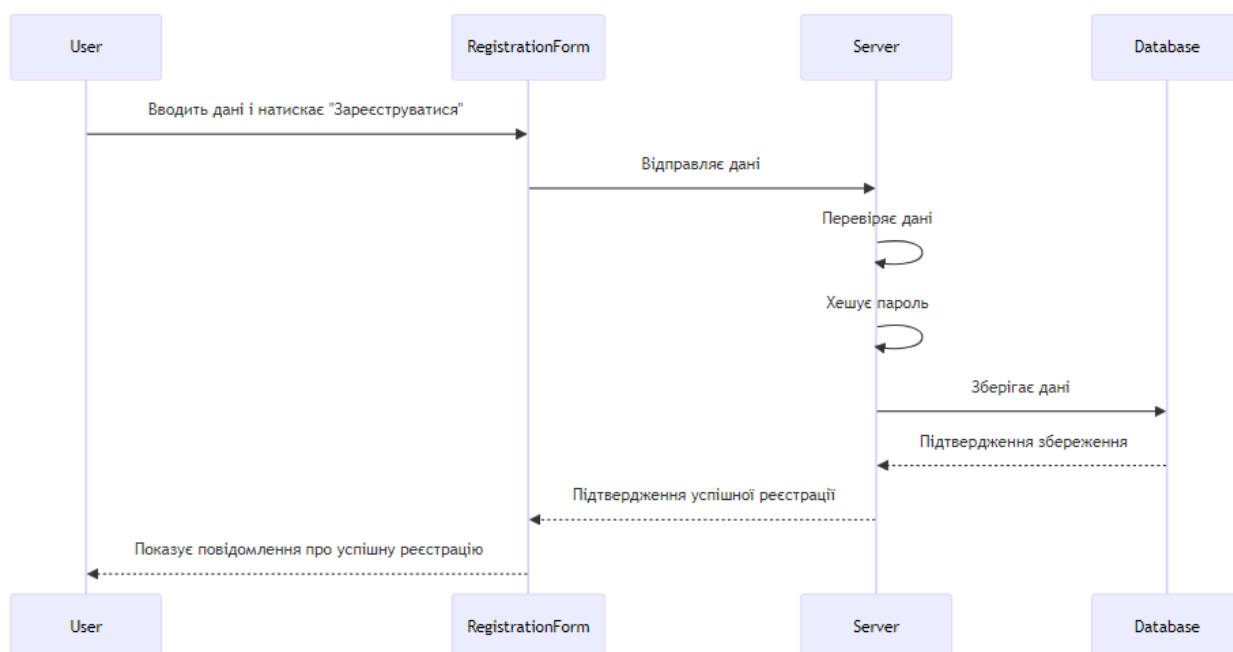 User
RegistrationForm
Server
Database
Вводить дані і натискає "Зареєструватися"
Відправляє дані
Перевіряє дані
Хешує пароль
Зберігає дані
Підтвердження збереження
Підтвердження успішної реєстрації
Показує повідомлення про успішну реєстрацію
User
RegistrationForm
Server
Database